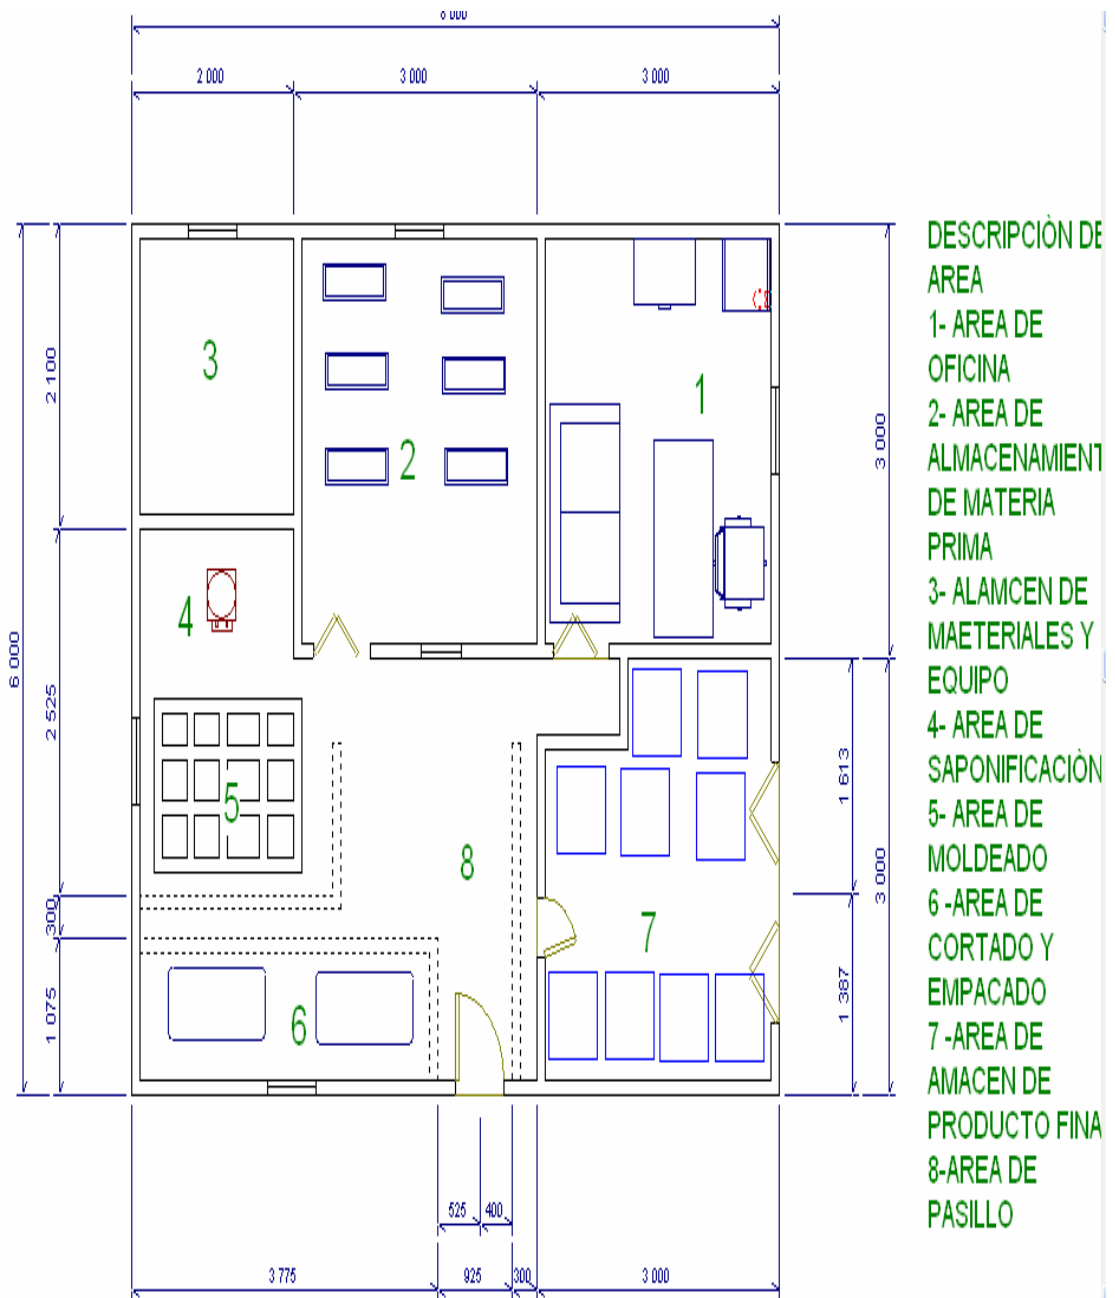 8 000
2 000
3 000
3 000
DESCRIPCIÒN DE
AREA
1- AREA DE
OFICINA
2- AREA DE
ALMACENAMIENT
DE MATERIA
PRIMA
3- ALAMCEN DE
MAETERIALES Y
EQUIPO
4- AREA DE
SAPONIFICACIÒN
5- AREA DE
MOLDEADO
6 -AREA DE
CORTADO Y
EMPACADO
7 -AREA DE
AMACEN DE
PRODUCTO FINA
8-AREA DE
PASILLO
6 000
2 100
2 525
300
1 075
3 000
3 000
1 613
1 387
3
2
1
4
5
8
7
6
525
400
3 775
925
300
3 000